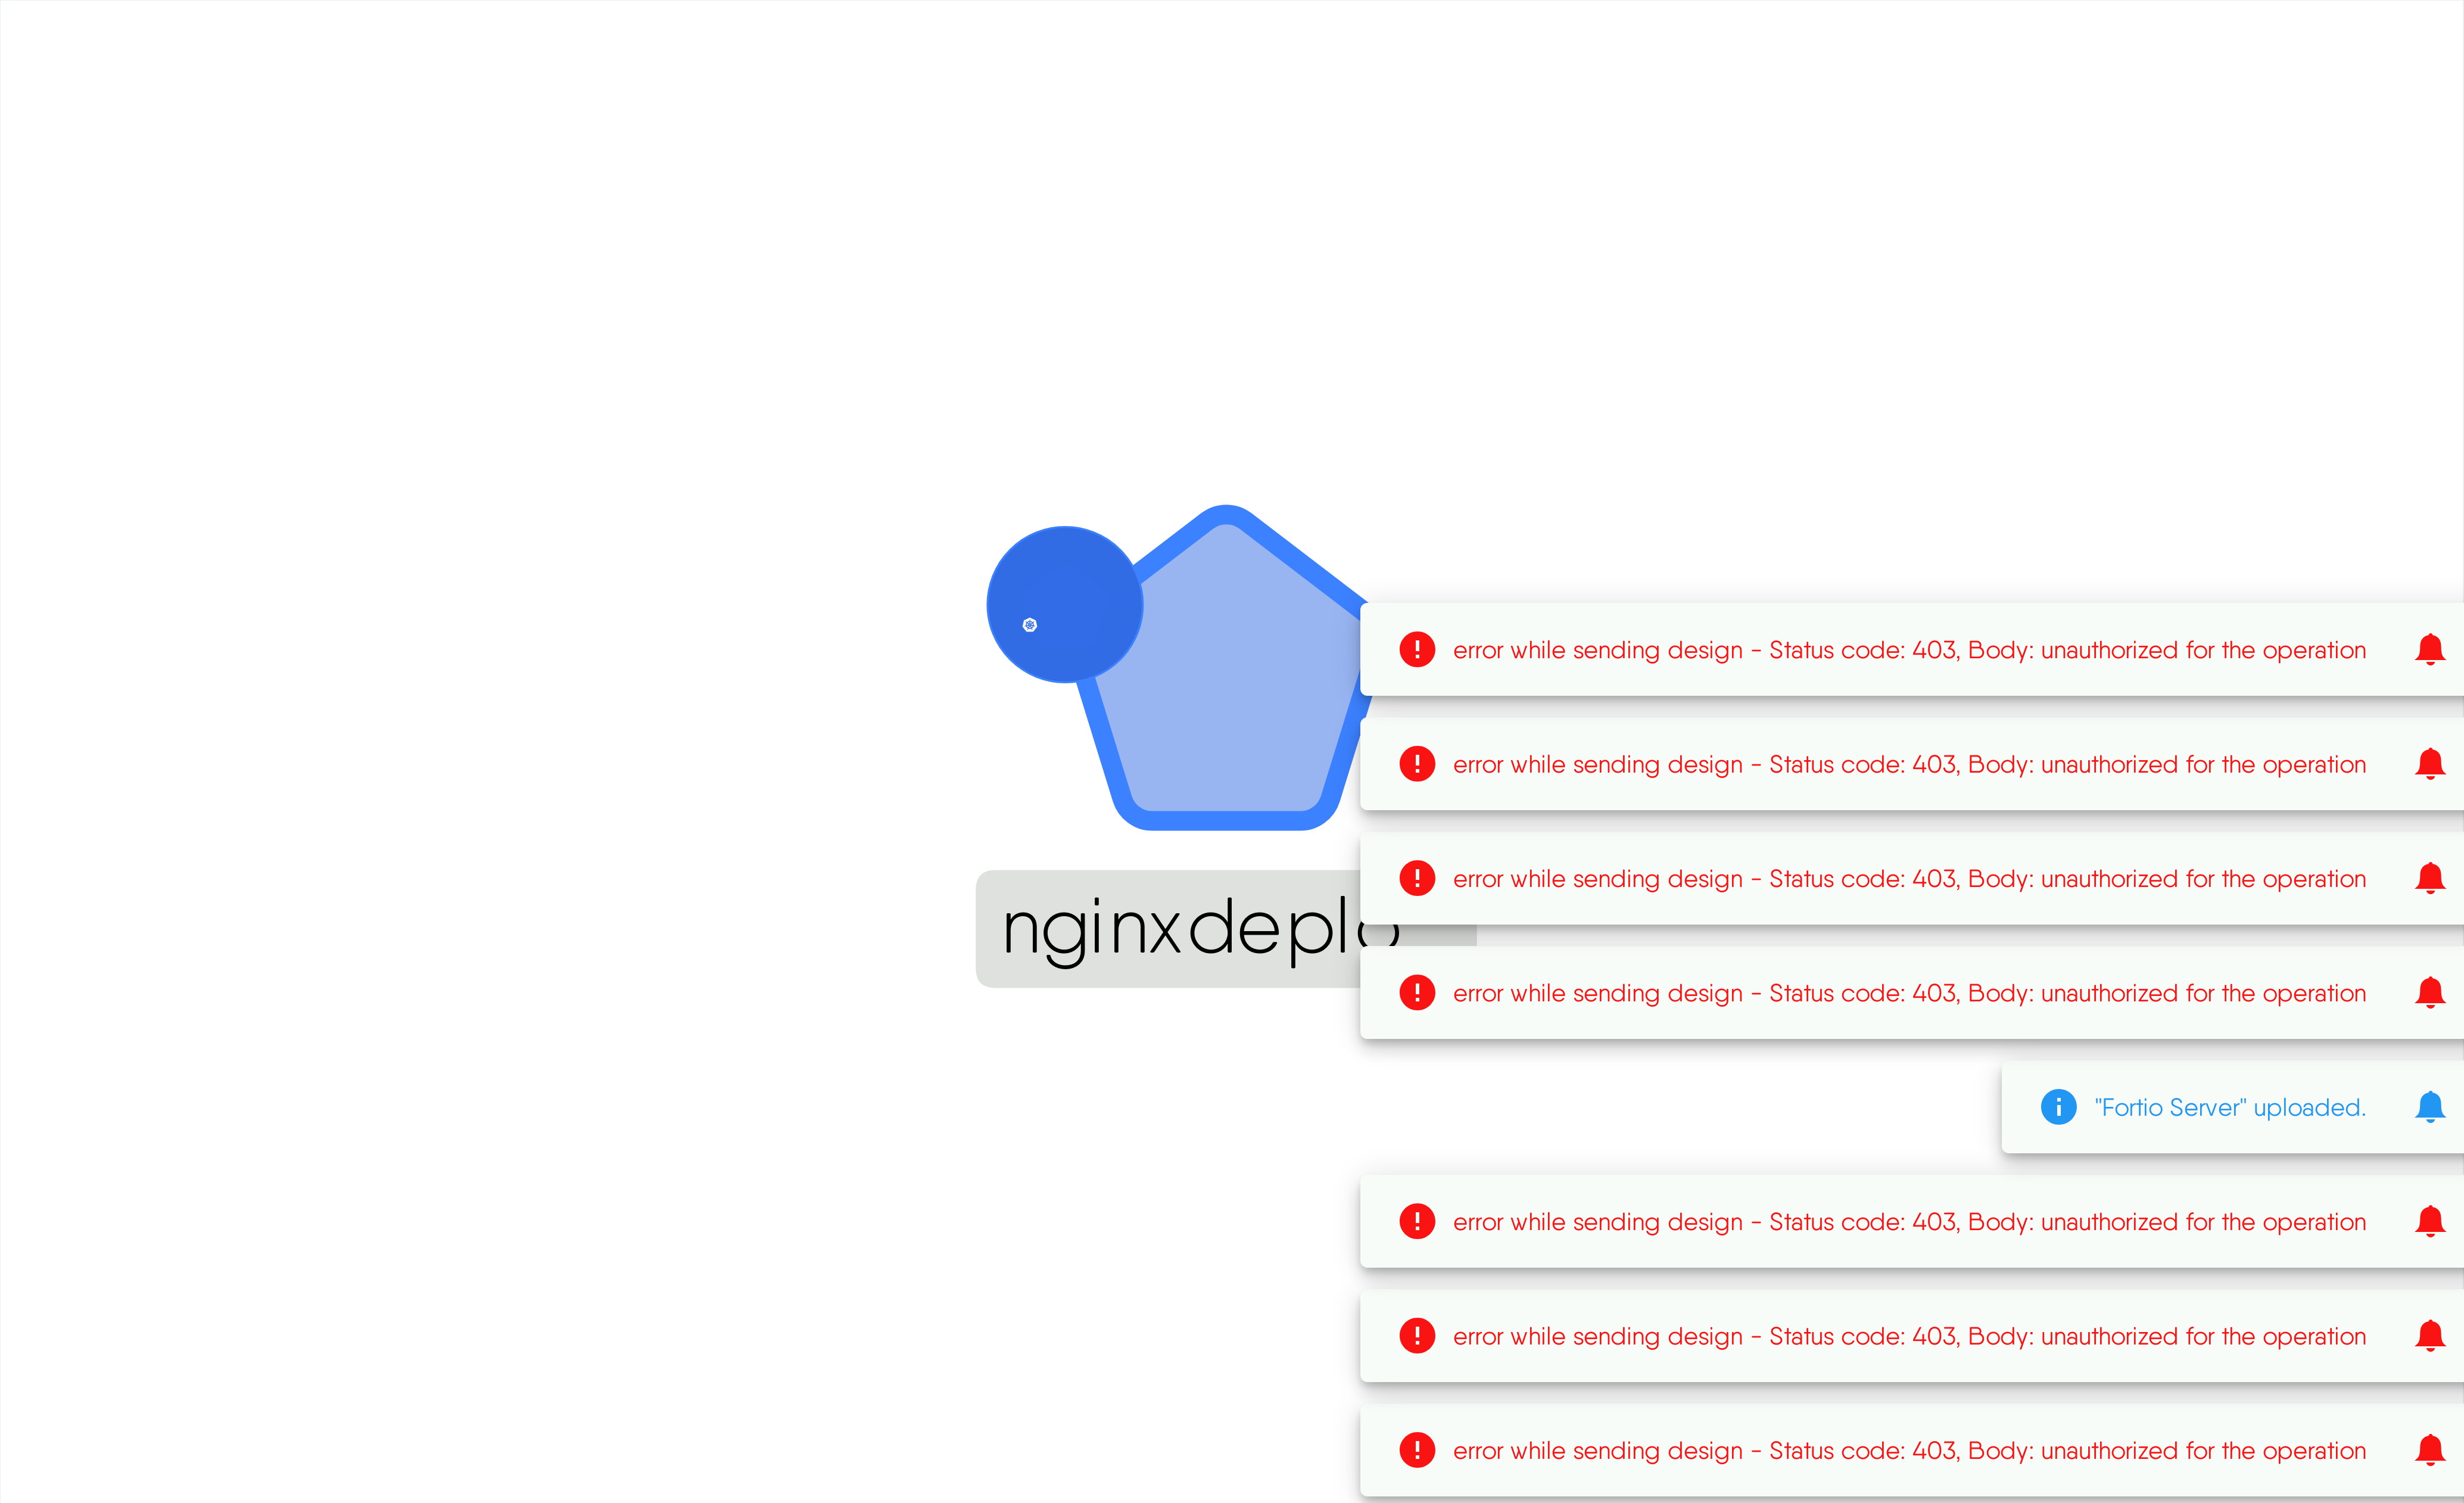 error while sending design - Status code: 403, Body: unauthorized for the operation
error while sending design - Status code: 403, Body: unauthorized for the operation
error while sending design - Status code: 403, Body: unauthorized for the operation
nginxdeplo
error while sending design - Status code: 403, Body: unauthorized for the operation
"Fortio Server" uploaded.
error while sending design - Status code: 403, Body: unauthorized for the operation
error while sending design - Status code: 403, Body: unauthorized for the operation
error while sending design - Status code: 403, Body: unauthorized for the operation